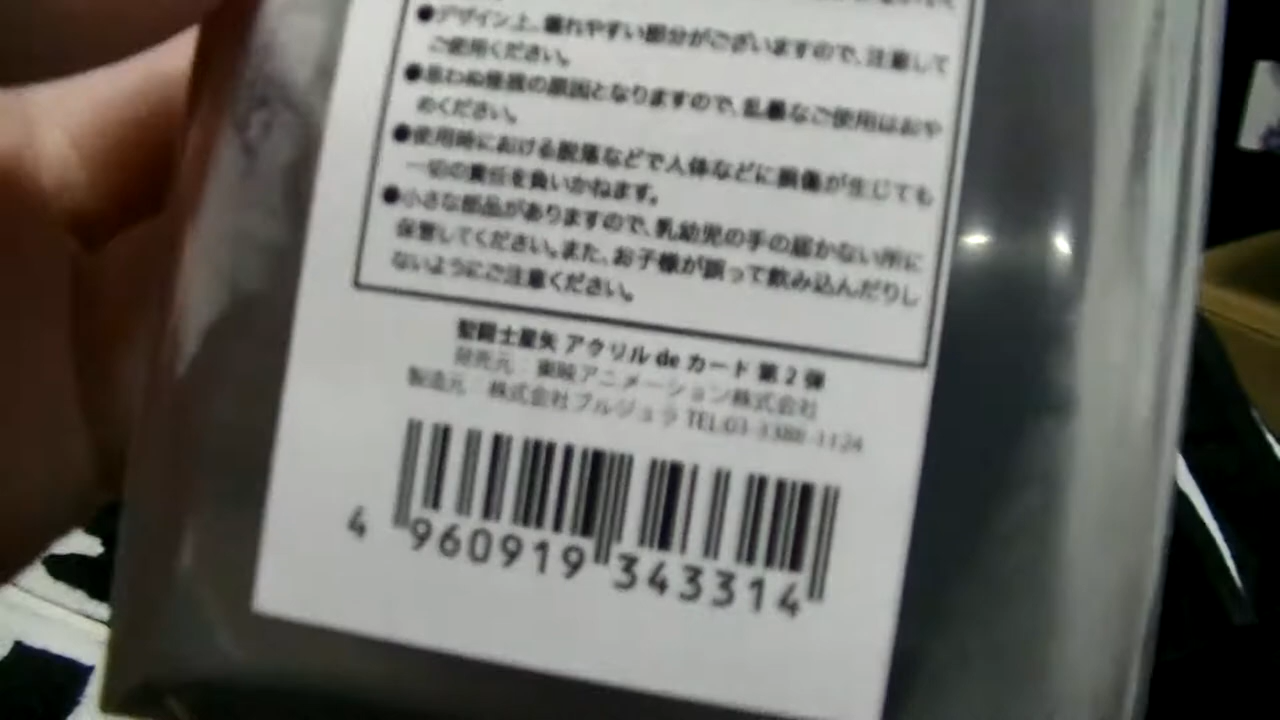 ●デザイン上、壊れやすい部分がございますので、注意して
ご使用ください。
●思わぬ怪我の原因となりますので、乱暴なご使用はおや
めください。
●使用時における脱落などで人体などに損傷が生じても
一切の責任を負いかねます。
●小さな部品がありますので、乳幼児の手の届かない所に
保管してください。また、お子様が誤って飲み込んだりし
ないようにご注意ください。
聖闘士星矢 アクリル de カード 第2弾
発売元 東映アニメーション株式会社
製造元 株式会社ブルジュラ TEL:03-3388-1124
4 960919 343314